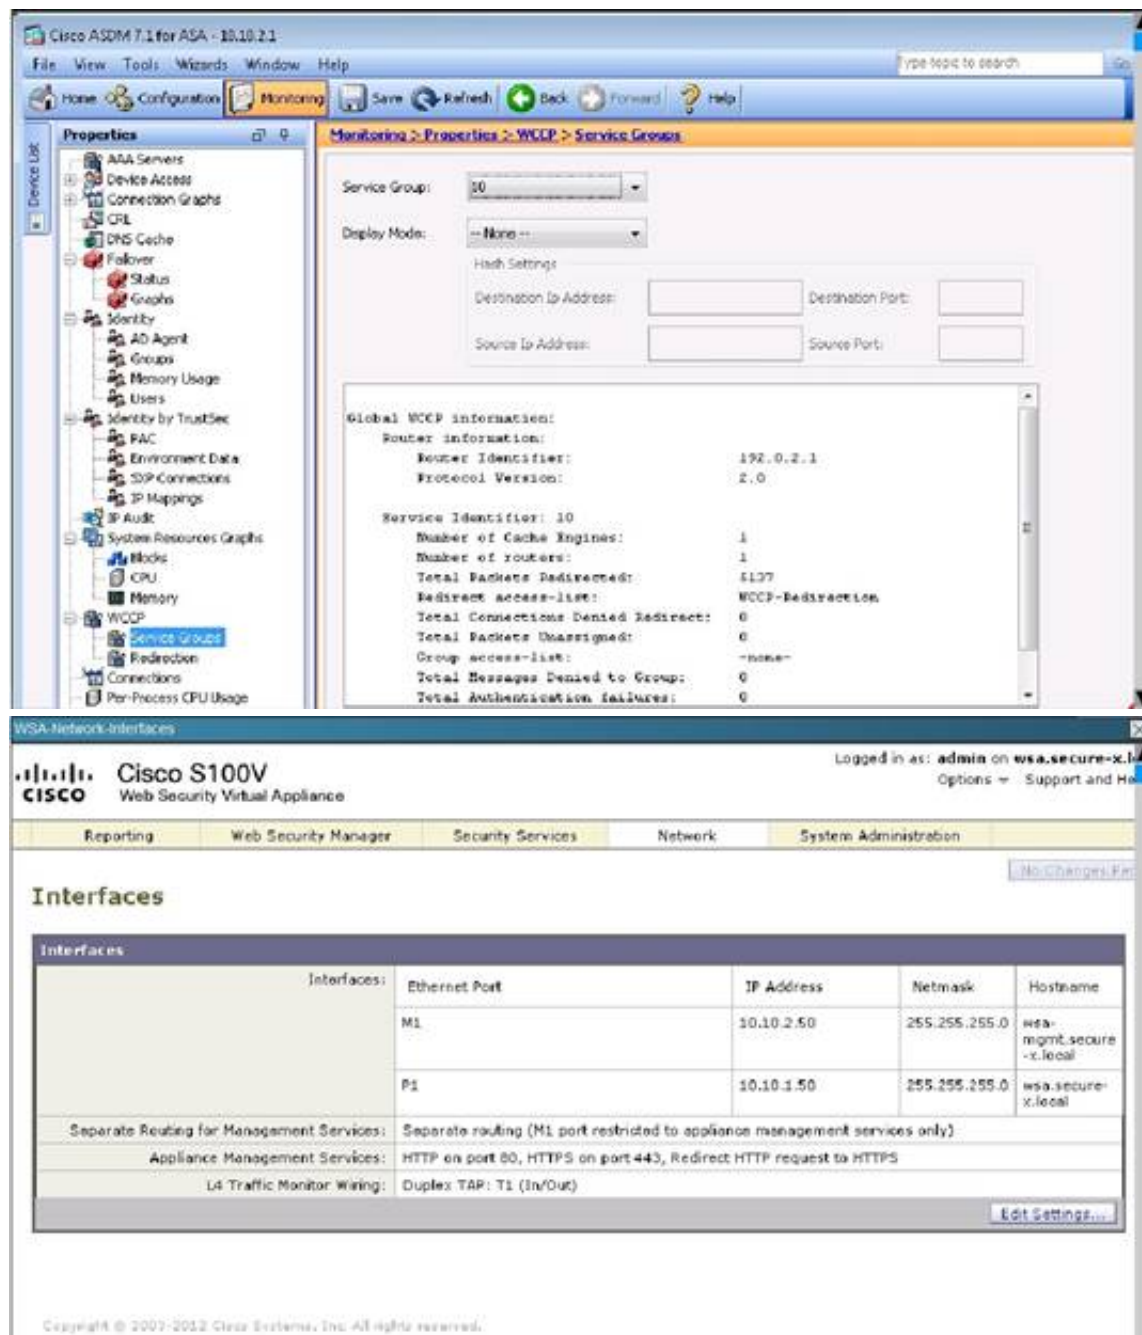 Cisco ASDM 7.1 for ASA - 10.10.2.1
File View Tools Wizards Window Help
Type topic to search
Go
Home Configuration Monitoring Save Refresh Back Forward Help
Device List
Properties
Monitoring > Properties > WCCP > Service Groups
AAA Servers
Device Access
Connection Graphs
CRL
DNS Cache
Failover
Status
Graphs
Identity
AD Agent
Groups
Memory Usage
Users
Identity by TrustSec
PAC
Environment Data
SXP Connections
IP Mappings
IP Audit
System Resources Graphs
Blocks
CPU
Memory
WCCP
Service Groups
Redirection
Connections
Per-Process CPU Usage
Service Group: 10
Display Mode: -- None --
Hash Settings
Destination Ip Address: Destination Port:
Source Ip Address: Source Port:
Global WCCP information:
Router information:
Router Identifier: 192.0.2.1
Protocol Version: 2.0
Service Identifier: 10
Number of Cache Engines: 1
Number of routers: 1
Total Packets Redirected:
Redirect access-list: WCCP-Redirection
Total Connections Denied Redirect: 0
Total Packets Unassigned: 0
Group access-list: -none-
Total Messages Denied to Group: 0
Total Authentication failures: 0
WSA-Network-Interfaces
Logged in as: admin on wsa.secure-x.l
CISCO
Cisco S100V
Web Security Virtual Appliance
Options Support and He
Reporting Web Security Manager Security Services Network System Administration
No Changes Pen
Interfaces
Interfaces
Interfaces: Ethernet Port IP Address Netmask Hostname
M1 10.10.2.50 255.255.255.0 wsa-
mgmt.secure
-x.local
P1 10.10.1.50 255.255.255.0 wsa.secure-
x.local
Separate Routing for Management Services: Separate routing (M1 port restricted to appliance management services only)
Appliance Management Services: HTTP on port 80, HTTPS on port 443, Redirect HTTP request to HTTPS
L4 Traffic Monitor Wiring: Duplex TAP: T1 (In/Out)
Edit Settings...
Copyright © 2003-2012 Cisco Systems, Inc. All rights reserved.